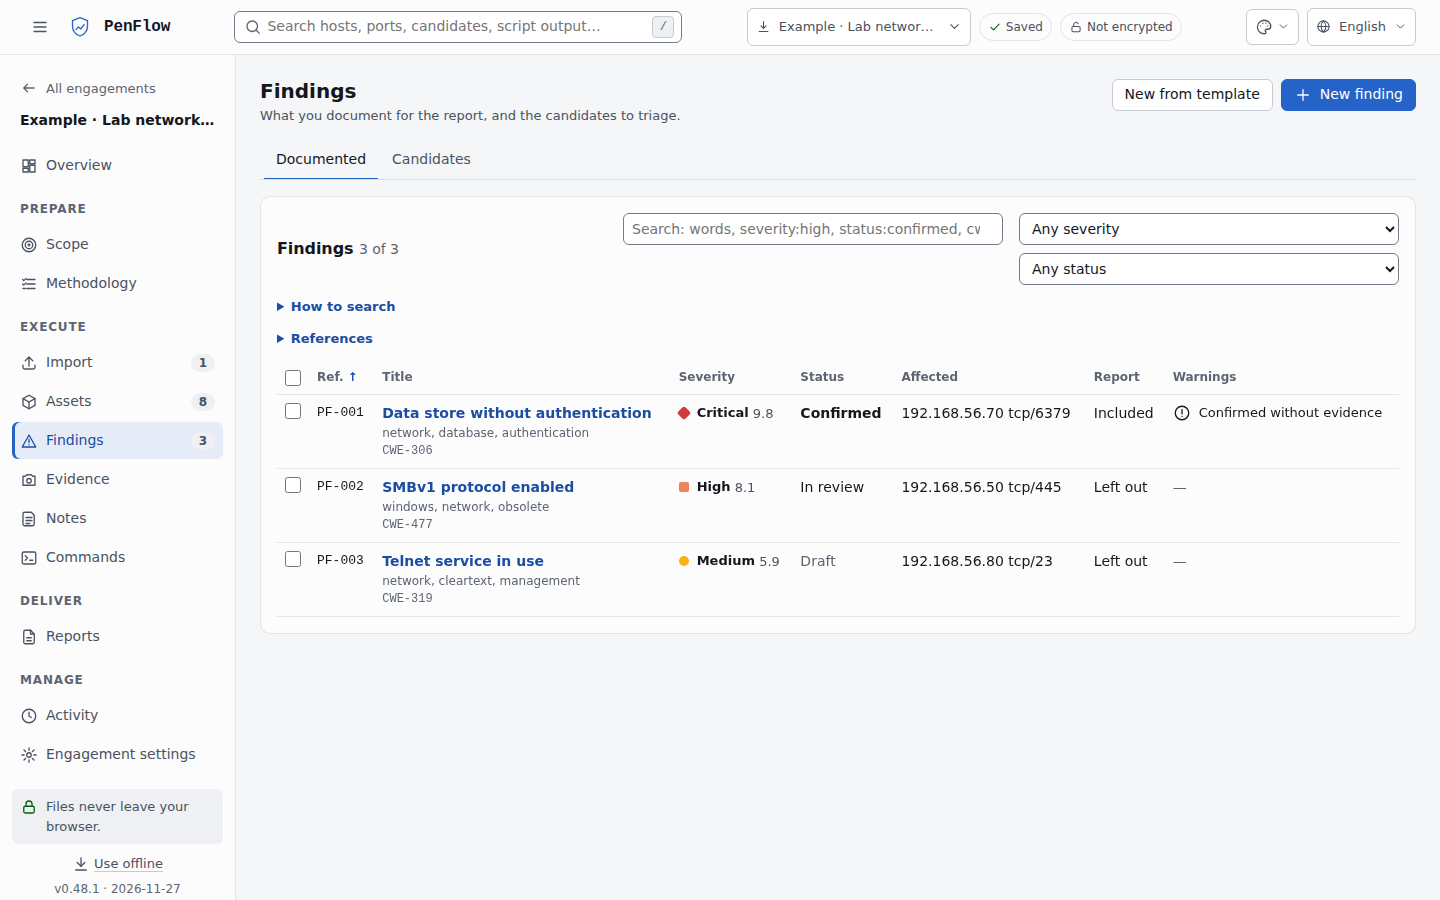 PenFlow
Search hosts, ports, candidates, script output...
/
Example · Lab networ...
Saved
Not encrypted
English
All engagements
Example · Lab network...
Overview
PREPARE
Scope
Methodology
EXECUTE
Import 1
Assets 8
Findings 3
Evidence
Notes
Commands
DELIVER
Reports
MANAGE
Activity
Engagement settings
Files never leave your
browser.
Use offline
v0.48.1 · 2026-11-27
Findings
What you document for the report, and the candidates to triage.
New from template
New finding
Documented Candidates
Findings 3 of 3
Search: words, severity:high, status:confirmed, cw
Any severity
Any status
How to search
References
Ref. ↑ Title Severity Status Affected Report Warnings
PF-001 Data store without authentication Critical 9.8 Confirmed 192.168.56.70 tcp/6379 Included Confirmed without evidence
network, database, authentication
CWE-306
PF-002 SMBv1 protocol enabled High 8.1 In review 192.168.56.50 tcp/445 Left out —
windows, network, obsolete
CWE-477
PF-003 Telnet service in use Medium 5.9 Draft 192.168.56.80 tcp/23 Left out —
network, cleartext, management
CWE-319